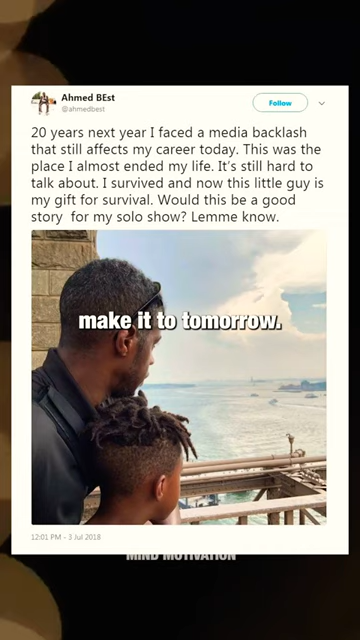 Ahmed BEst
@ahmedbest
Follow
20 years next year I faced a media backlash
that still affects my career today. This was the
place I almost ended my life. It's still hard to
talk about. I survived and now this little guy is
my gift for survival. Would this be a good
story for my solo show? Lemme know.
make it to tomorrow.
12:01 PM - 3 Jul 2018
MIND MOTIVATION